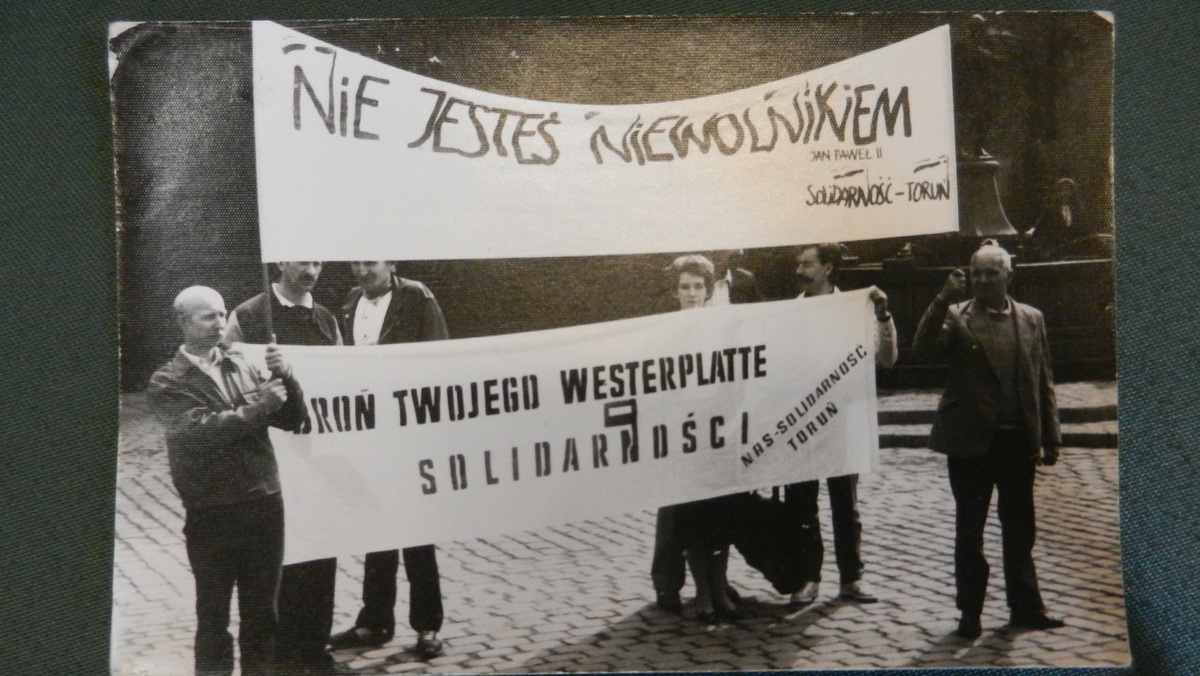 NiE JESTEŚ NiEWOLNiKiEM
JAN PAWEŁ II
SOLiDARNOŚĆ – TORUŃ
BROŃ TWOJEGO WESTERPLATTE
SOLIDARNOŚCI
NAS-SOLIDARNOŚĆ
TORUŃ